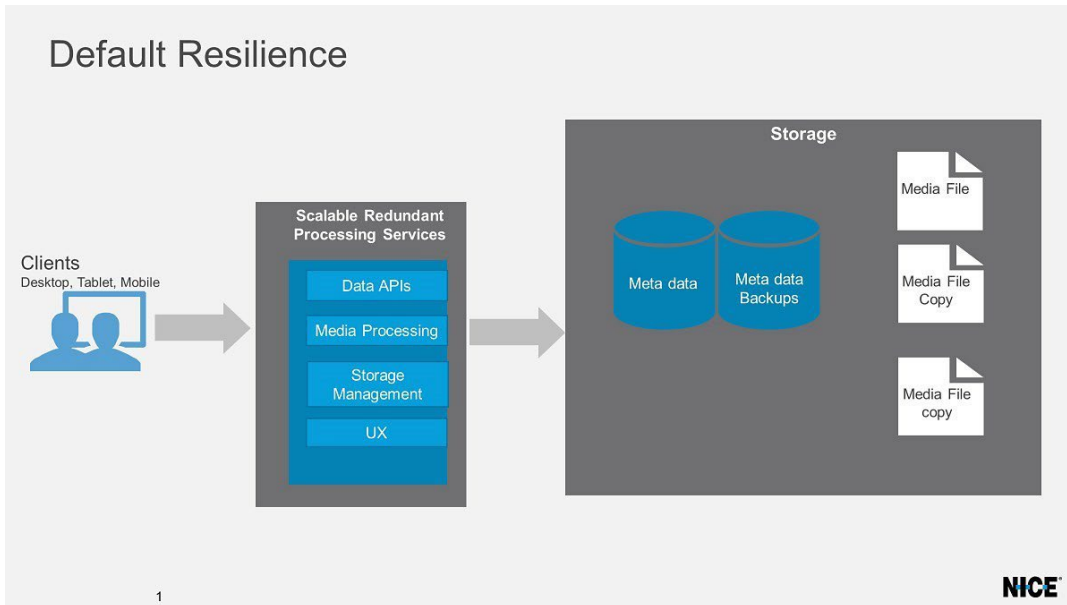 Default Resilience
Storage
Media File
Scalable Redundant
Processing Services
Clients
Desktop, Tablet, Mobile
Data APIs
Media Processing
Storage
Management
UX
Meta data
Meta data
Backups
Media File
Copy
Media File
copy
1
NICE®